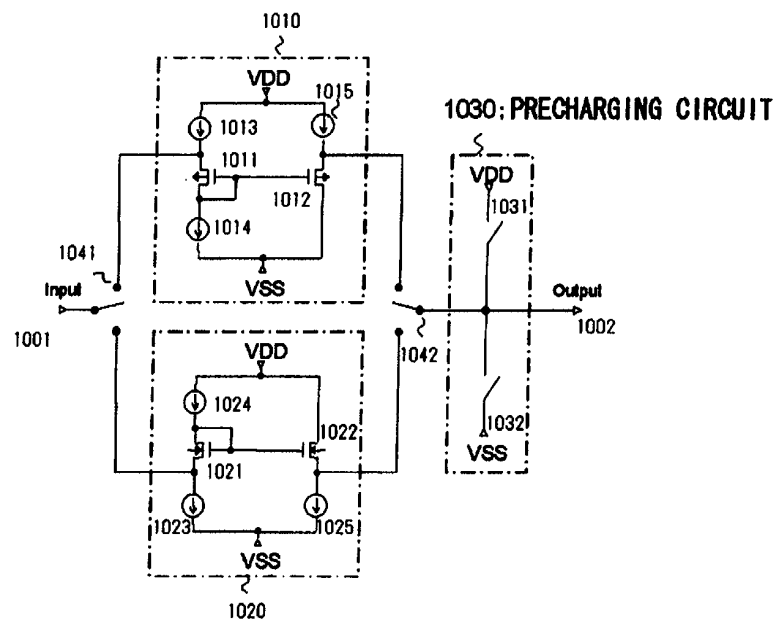 1010
VDD
1015
1013
1011
1012
1014
VSS
1030: PRECHARGING CIRCUIT
VDD
1031
1041
Input
1001
Output
1002
1042
VDD
1024
1022
1021
1023
1025
VSS
1032
VSS
1020